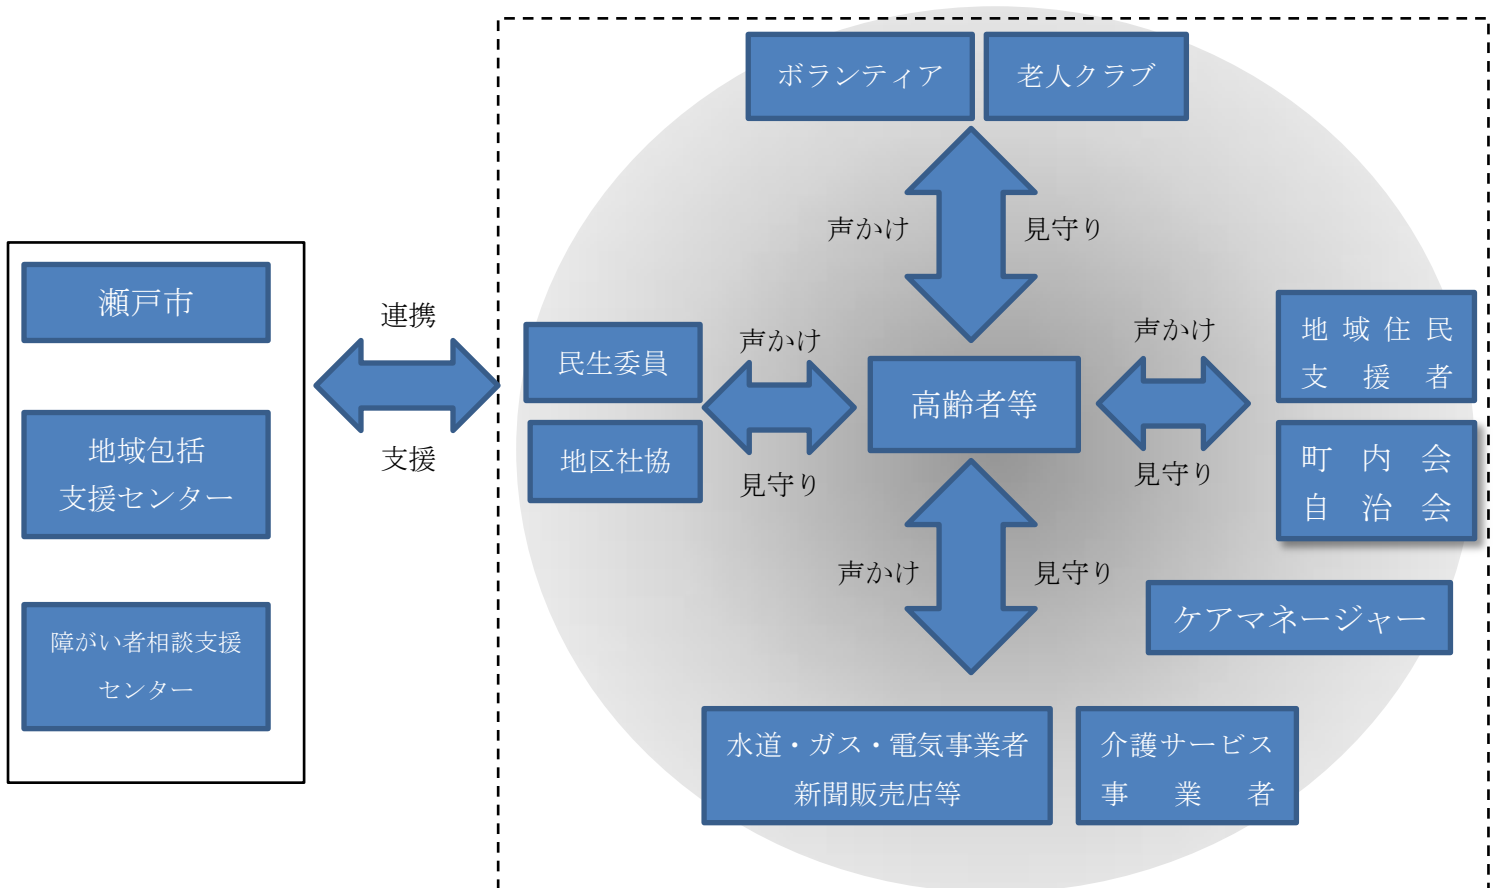 ボランティア
老人クラブ
声かけ
見守り
瀬戸市
地域包括
支援センター
障がい者相談支援
センター
連携
支援
民生委員
地区社協
声かけ
見守り
高齢者等
声かけ
見守り
地域住民
支援者
町内会
自治会
声かけ
見守り
ケアマネージャー
水道・ガス・電気事業者
新聞販売店等
介護サービス
事業者